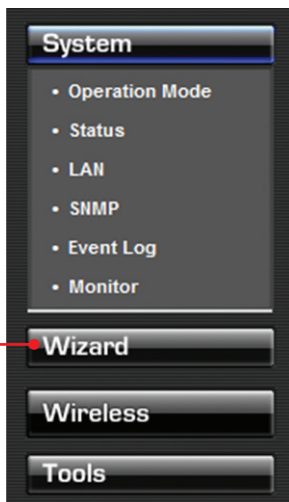 System
• Operation Mode
• Status
• LAN
• SNMP
• Event Log
• Monitor
Wizard
Wireless
Tools